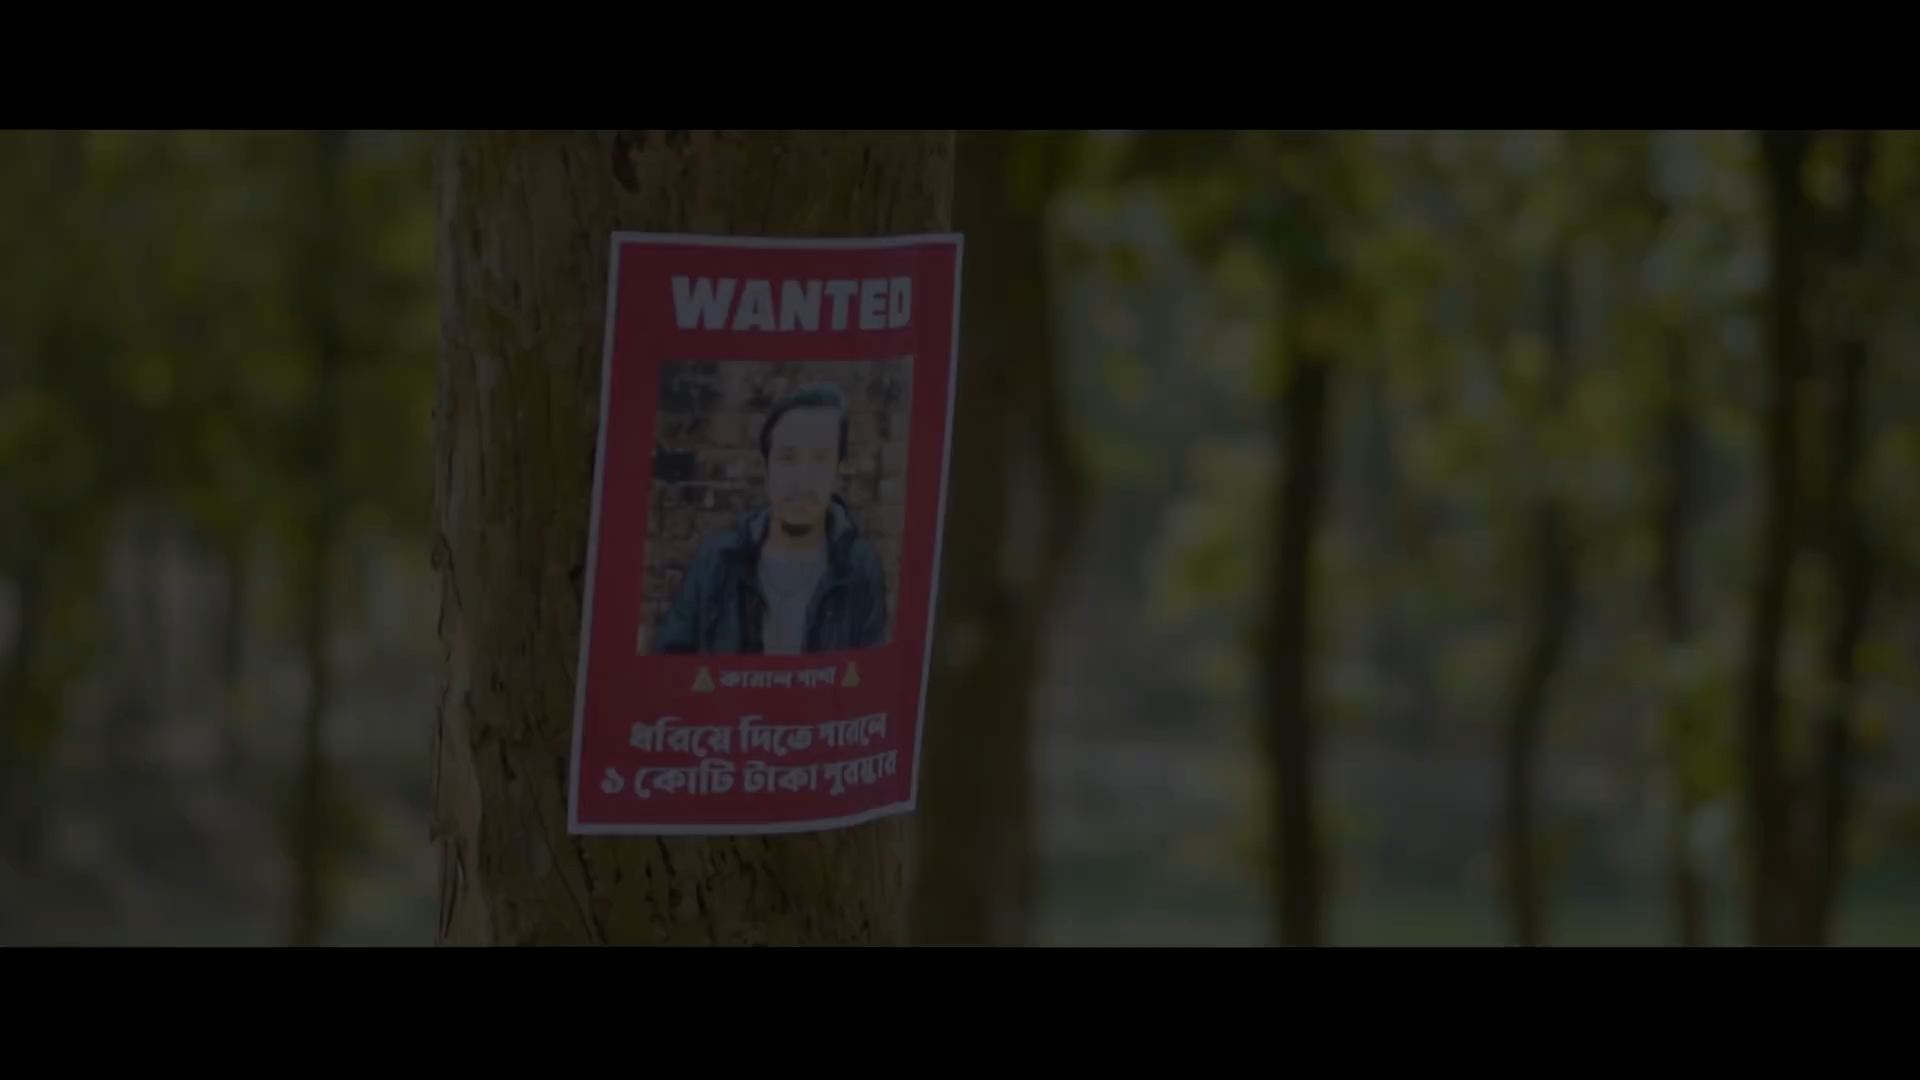 WANTED
কামাল পাশা
ধরিয়ে দিতে পারলে
১ কোটি টাকা পুরস্কার